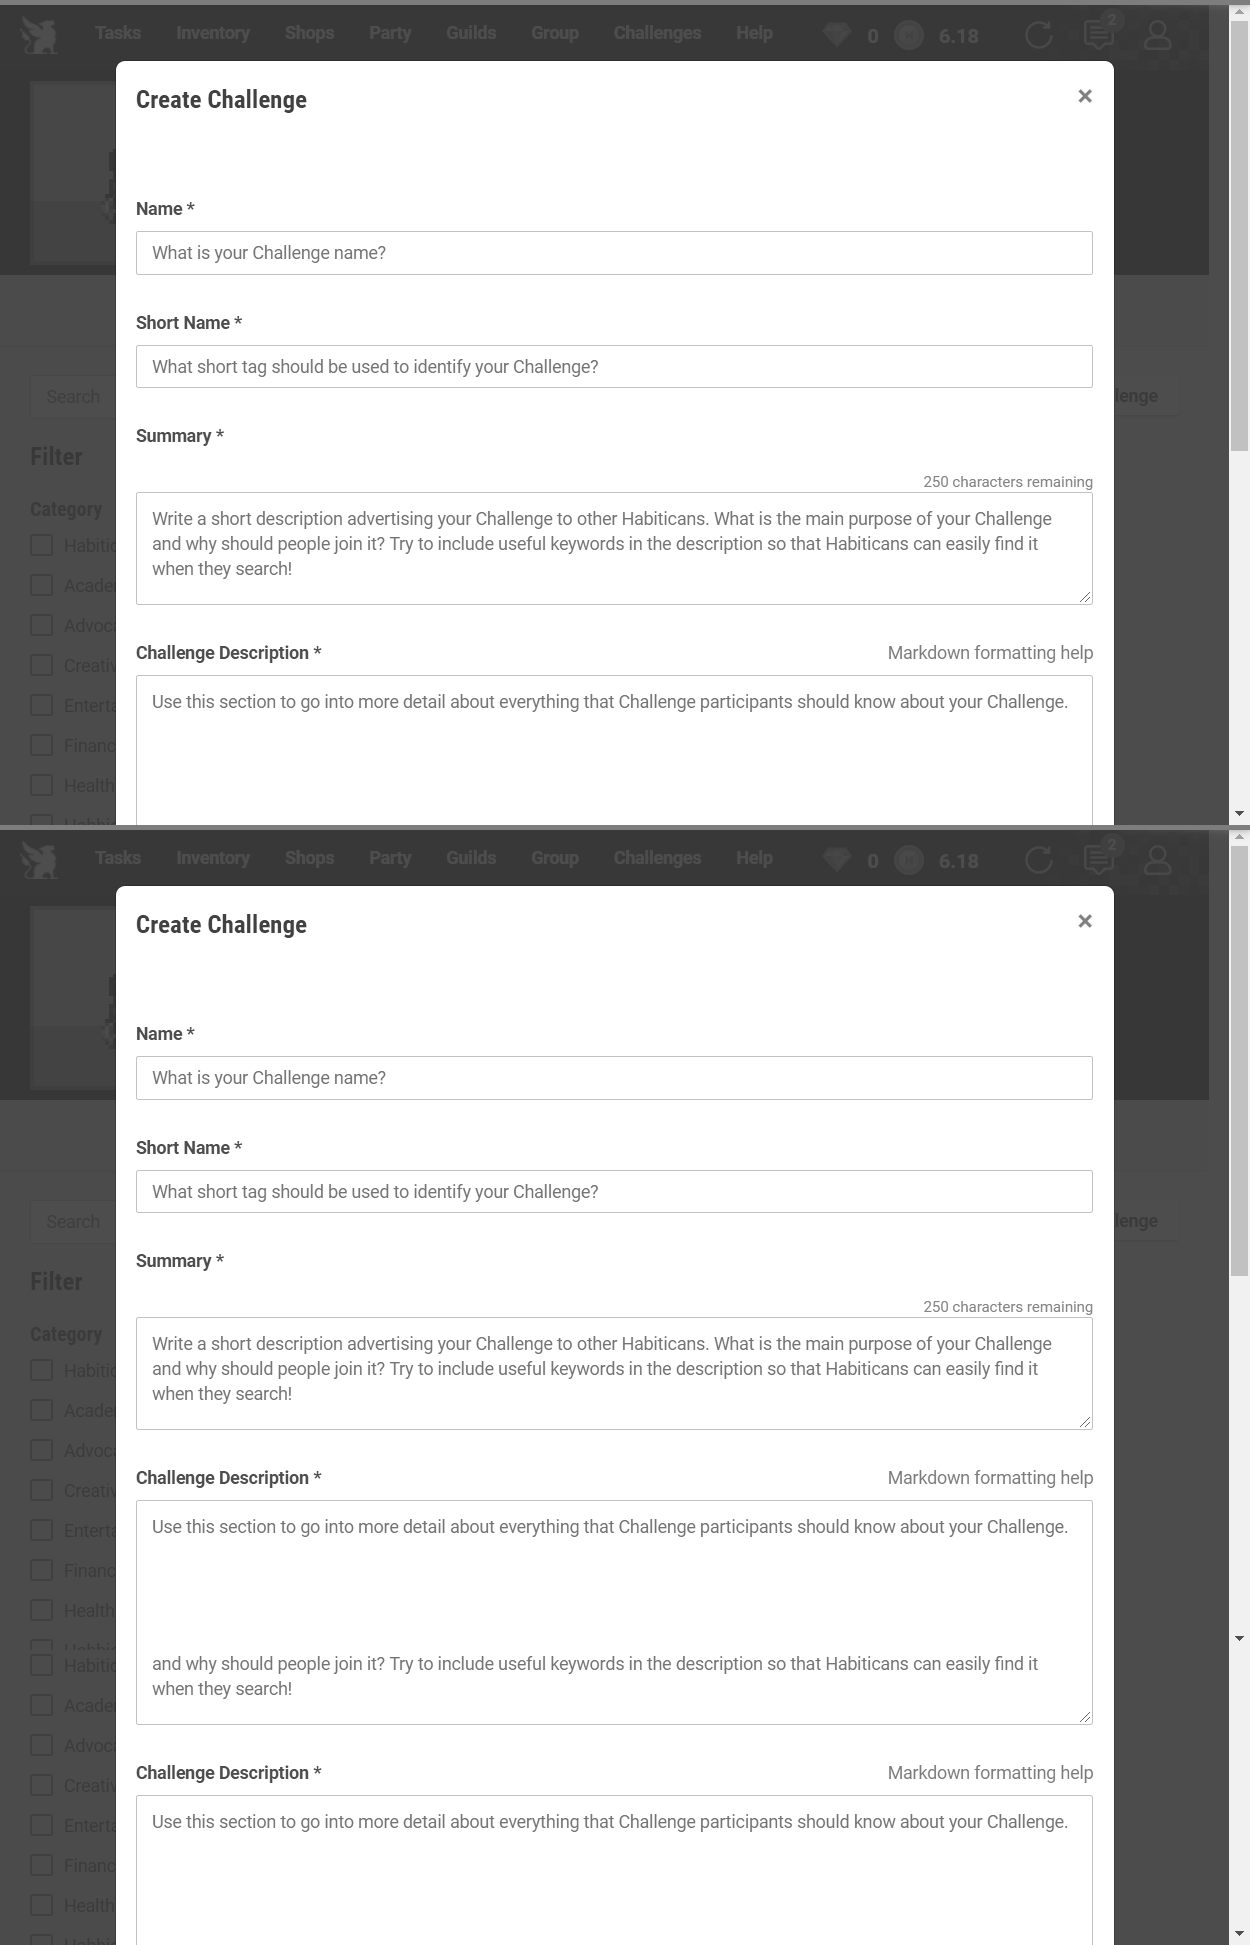 Tasks Inventory Shops Party Guilds Group Challenges Help 0 6.18 2
Create Challenge ×
Name *
What is your Challenge name?
Short Name *
What short tag should be used to identify your Challenge?
Search
lenge
Summary *
Filter
250 characters remaining
Category
Write a short description advertising your Challenge to other Habiticans. What is the main purpose of your Challenge
and why should people join it? Try to include useful keywords in the description so that Habiticans can easily find it
when they search!
Habitic
Acade
Advoc
Challenge Description *
Markdown formatting help
Creativ
Use this section to go into more detail about everything that Challenge participants should know about your Challenge.
Enterta
Financ
Health
Tasks Inventory Shops Party Guilds Group Challenges Help 0 6.18 2
Create Challenge ×
Name *
What is your Challenge name?
Short Name *
What short tag should be used to identify your Challenge?
Search
lenge
Summary *
Filter
250 characters remaining
Category
Write a short description advertising your Challenge to other Habiticans. What is the main purpose of your Challenge
and why should people join it? Try to include useful keywords in the description so that Habiticans can easily find it
when they search!
Habitic
Acade
Advoc
Challenge Description *
Markdown formatting help
Creativ
Use this section to go into more detail about everything that Challenge participants should know about your Challenge.
Enterta
Financ
Health
and why should people join it? Try to include useful keywords in the description so that Habiticans can easily find it
when they search!
Habitic
Acade
Advoc
Challenge Description *
Markdown formatting help
Creativ
Use this section to go into more detail about everything that Challenge participants should know about your Challenge.
Enterta
Financ
Health